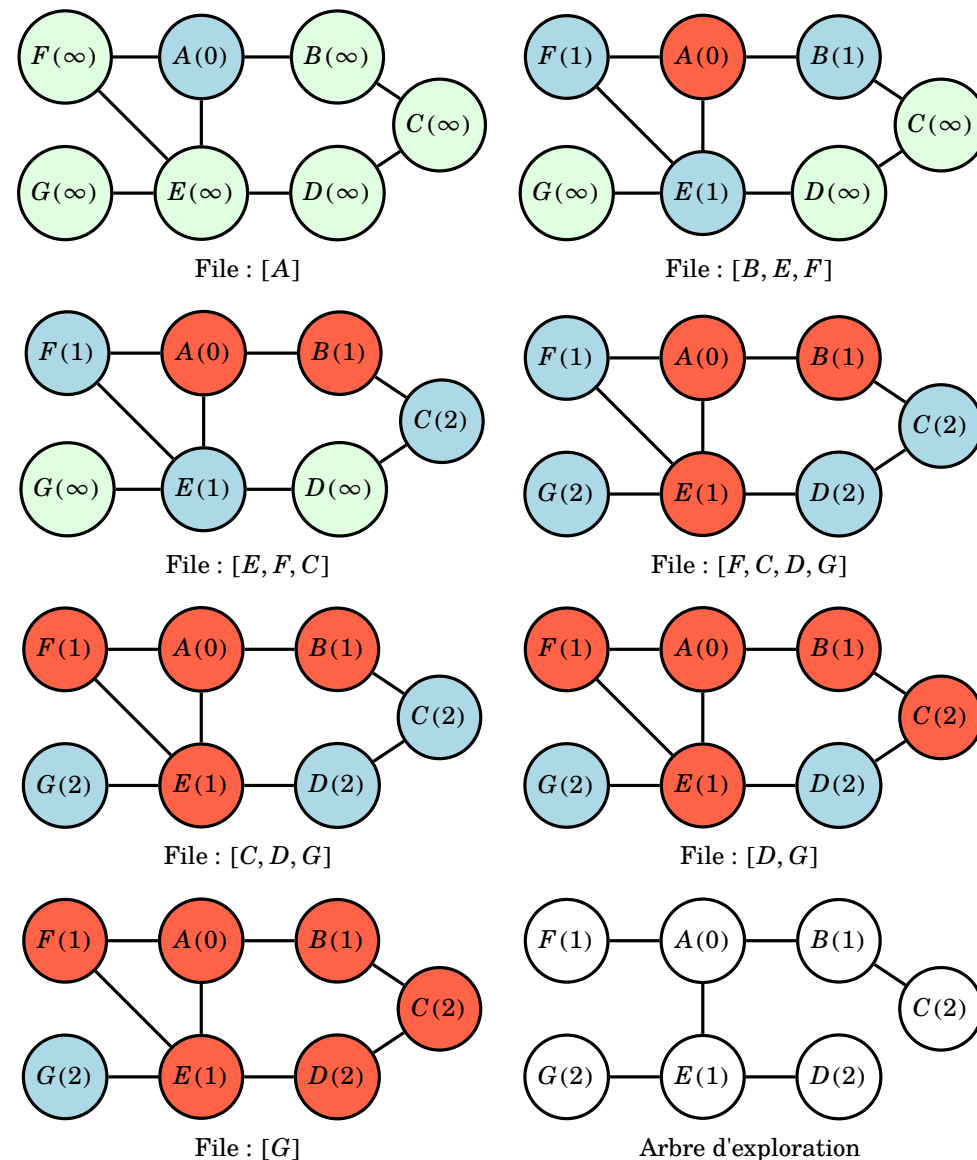 F(∞) A(0) B(∞) F(1) A(0) B(1)
C(∞) C(∞)
G(∞) E(∞) D(∞) G(∞) E(1) D(∞)
File : [A] File : [B, E, F]
F(1) A(0) B(1) F(1) A(0) B(1)
C(2) C(2)
G(∞) E(1) D(∞) G(2) E(1) D(2)
File : [E, F, C] File : [F, C, D, G]
F(1) A(0) B(1) F(1) A(0) B(1)
C(2) C(2)
G(2) E(1) D(2) G(2) E(1) D(2)
File : [C, D, G] File : [D, G]
F(1) A(0) B(1) F(1) A(0) B(1)
C(2) C(2)
G(2) E(1) D(2) G(2) E(1) D(2)
File : [G] Arbre d'exploration